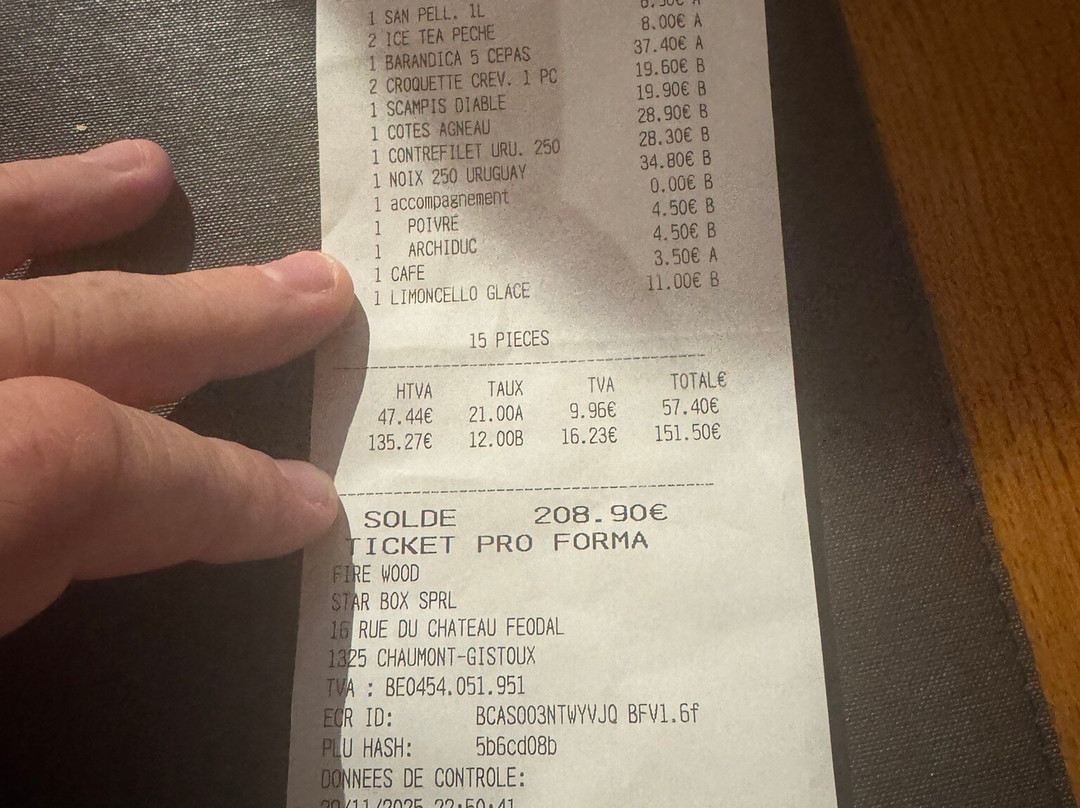 1 SAN PELL. 1L 8.50€ A
2 ICE TEA PECHE 8.00€ A
1 BARANDICA 5 CEPAS 37.40€ A
2 CROQUETTE CREV. 1 PC 19.60€ B
1 SCAMPIS DIABLE 19.90€ B
1 COTES AGNEAU 28.90€ B
1 CONTREFILET URU. 250 28.30€ B
1 NOIX 250 URUGUAY 34.80€ B
1 accompagnement 0.00€ B
1 POIVRE 4.50€ B
1 ARCHIDUC 4.50€ B
1 CAFE 3.50€ A
1 LIMONCELLO GLACE 11.00€ B
15 PIECES
HTVA TAUX TVA TOTAL€
47.44€ 21.00A 9.96€ 57.40€
135.27€ 12.00B 16.23€ 151.50€
SOLDE 208.90€
TICKET PRO FORMA
FIRE WOOD
STAR BOX SPRL
16 RUE DU CHATEAU FEODAL
1325 CHAUMONT-GISTOUX
TVA : BE0454.051.951
ECR ID: BCAS003NTWYVJQ BFV1.6f
PLU HASH: 5b6cd08b
DONNEES DE CONTROLE:
22:50:41